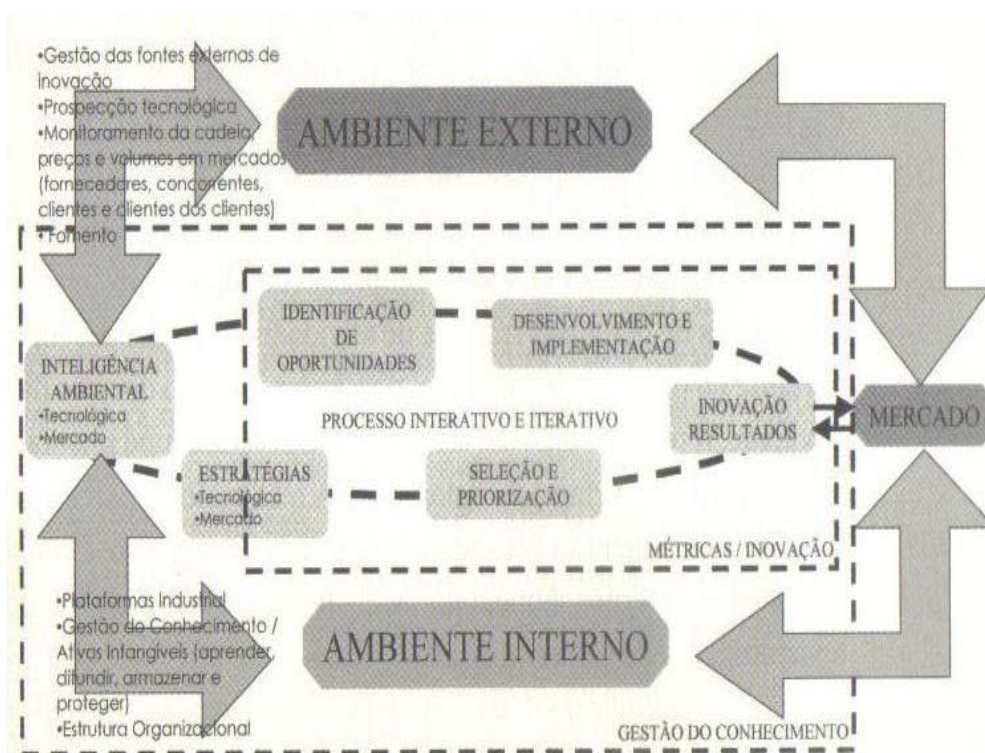 •Gestão das fontes externas de
inovação
•Prospecção tecnológica
•Monitoramento da cadeia,
preços e volumes em mercados
(fornecedores, concorrentes,
clientes e clientes dos clientes)
•Fomento
AMBIENTE EXTERNO
IDENTIFICAÇÃO
DE
OPORTUNIDADES
DESENVOLVIMENTO E
IMPLEMENTAÇÃO
INTELIGÊNCIA
AMBIENTAL
•Tecnológica
•Mercado
PROCESSO INTERATIVO E ITERATIVO
INOVAÇÃO
RESULTADOS
MERCADO
ESTRATÉGIAS
•Tecnológica
•Mercado
SELEÇÃO E
PRIORIZAÇÃO
MÉTRICAS / INOVAÇÃO
•Plataformas Industrial
•Gestão do Conhecimento /
Ativos Intangíveis (aprender,
difundir, armazenar e
proteger)
•Estrutura Organizacional
AMBIENTE INTERNO
GESTÃO DO CONHECIMENTO